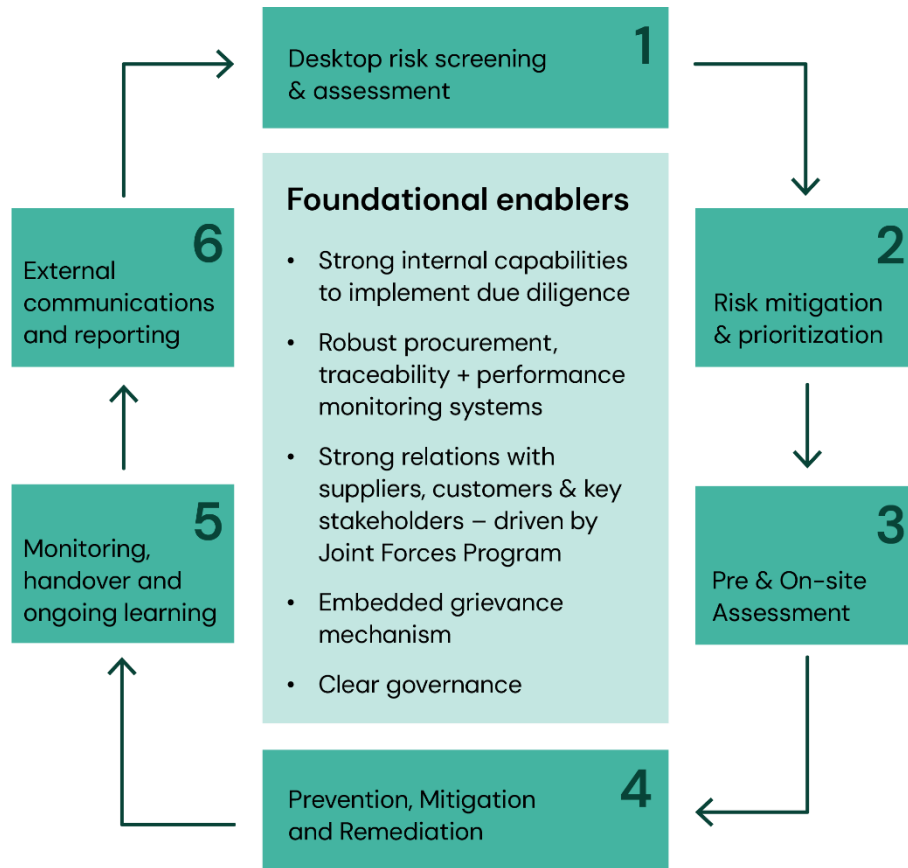 1
Desktop risk screening
& assessment
2
Risk mitigation
& prioritization
3
Pre & On-site
Assessment
4
Prevention, Mitigation
and Remediation
5
Monitoring,
handover and
ongoing learning
6
External
communications
and reporting
Foundational enablers
• Strong internal capabilities
to implement due diligence
• Robust procurement,
traceability + performance
monitoring systems
• Strong relations with
suppliers, customers & key
stakeholders – driven by
Joint Forces Program
• Embedded grievance
mechanism
• Clear governance